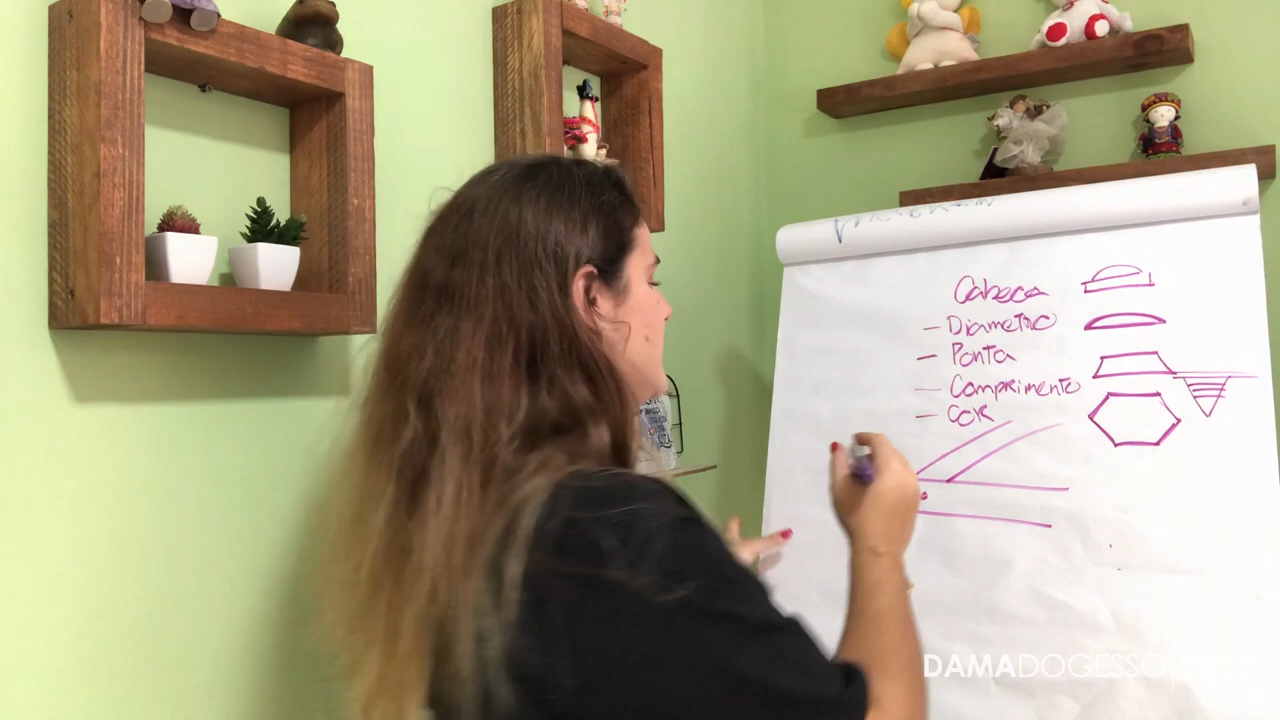 Cabeça
- Diametro
- Ponta
- Comprimento
- COR
DAMADOGESSO